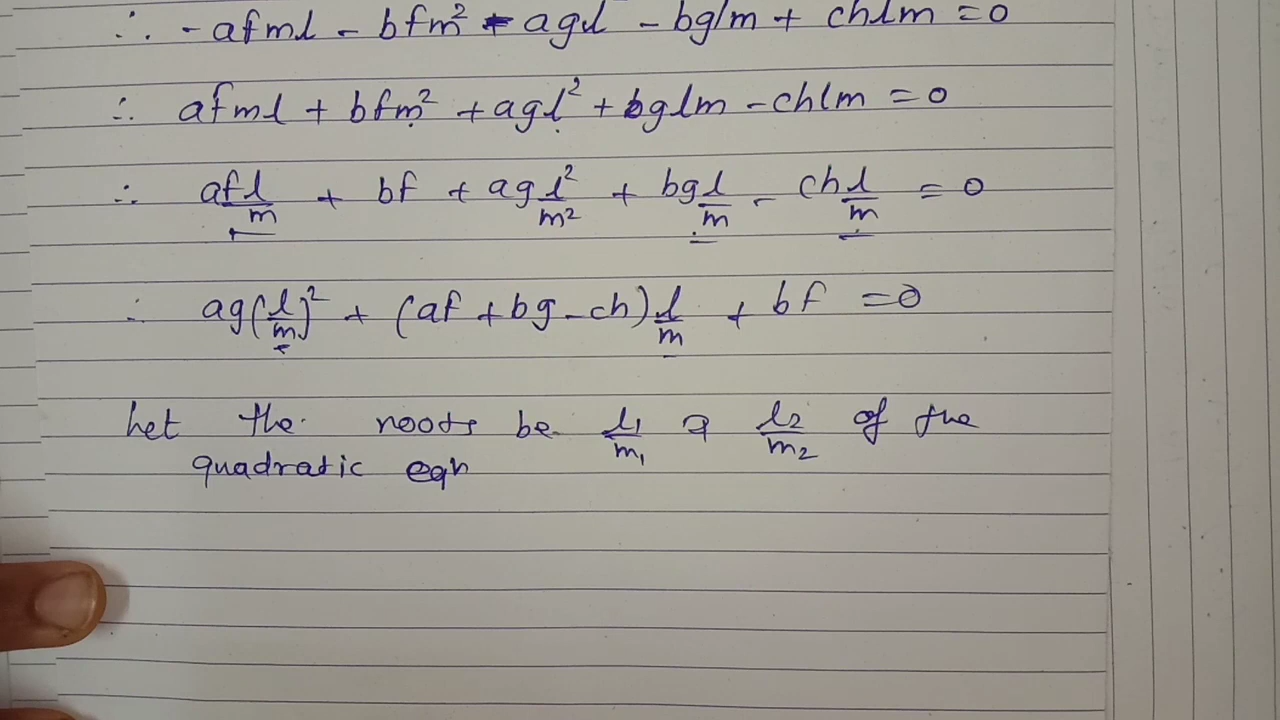 ∴ - afml - bfm² - agl - bglm + chlm = 0
∴ afml + bfm² + agl² + bglm - chlm = 0
∴ af l/m + bf + ag l²/m² + bg l/m - ch l/m = 0
∴ ag(l/m)² + (af + bg - ch) l/m + bf = 0
Let the roots be l₁/m₁ & l₂/m₂ of the
quadratic eqn